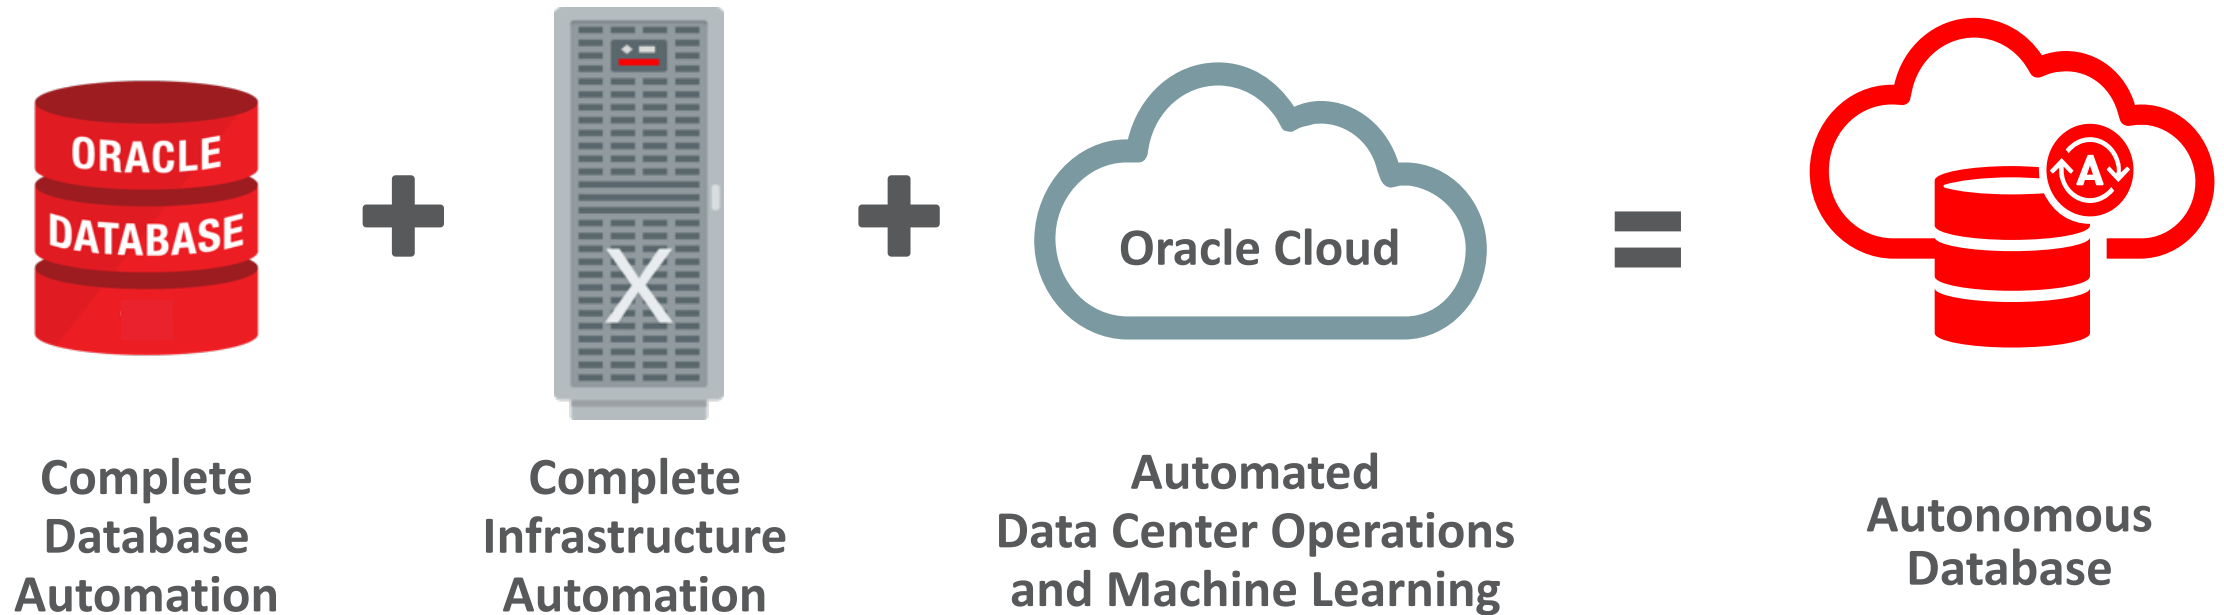 ORACLE
DATABASE
+
X
+
Oracle Cloud
=
A
Complete
Database
Automation
Complete
Infrastructure
Automation
Automated
Data Center Operations
and Machine Learning
Autonomous
Database